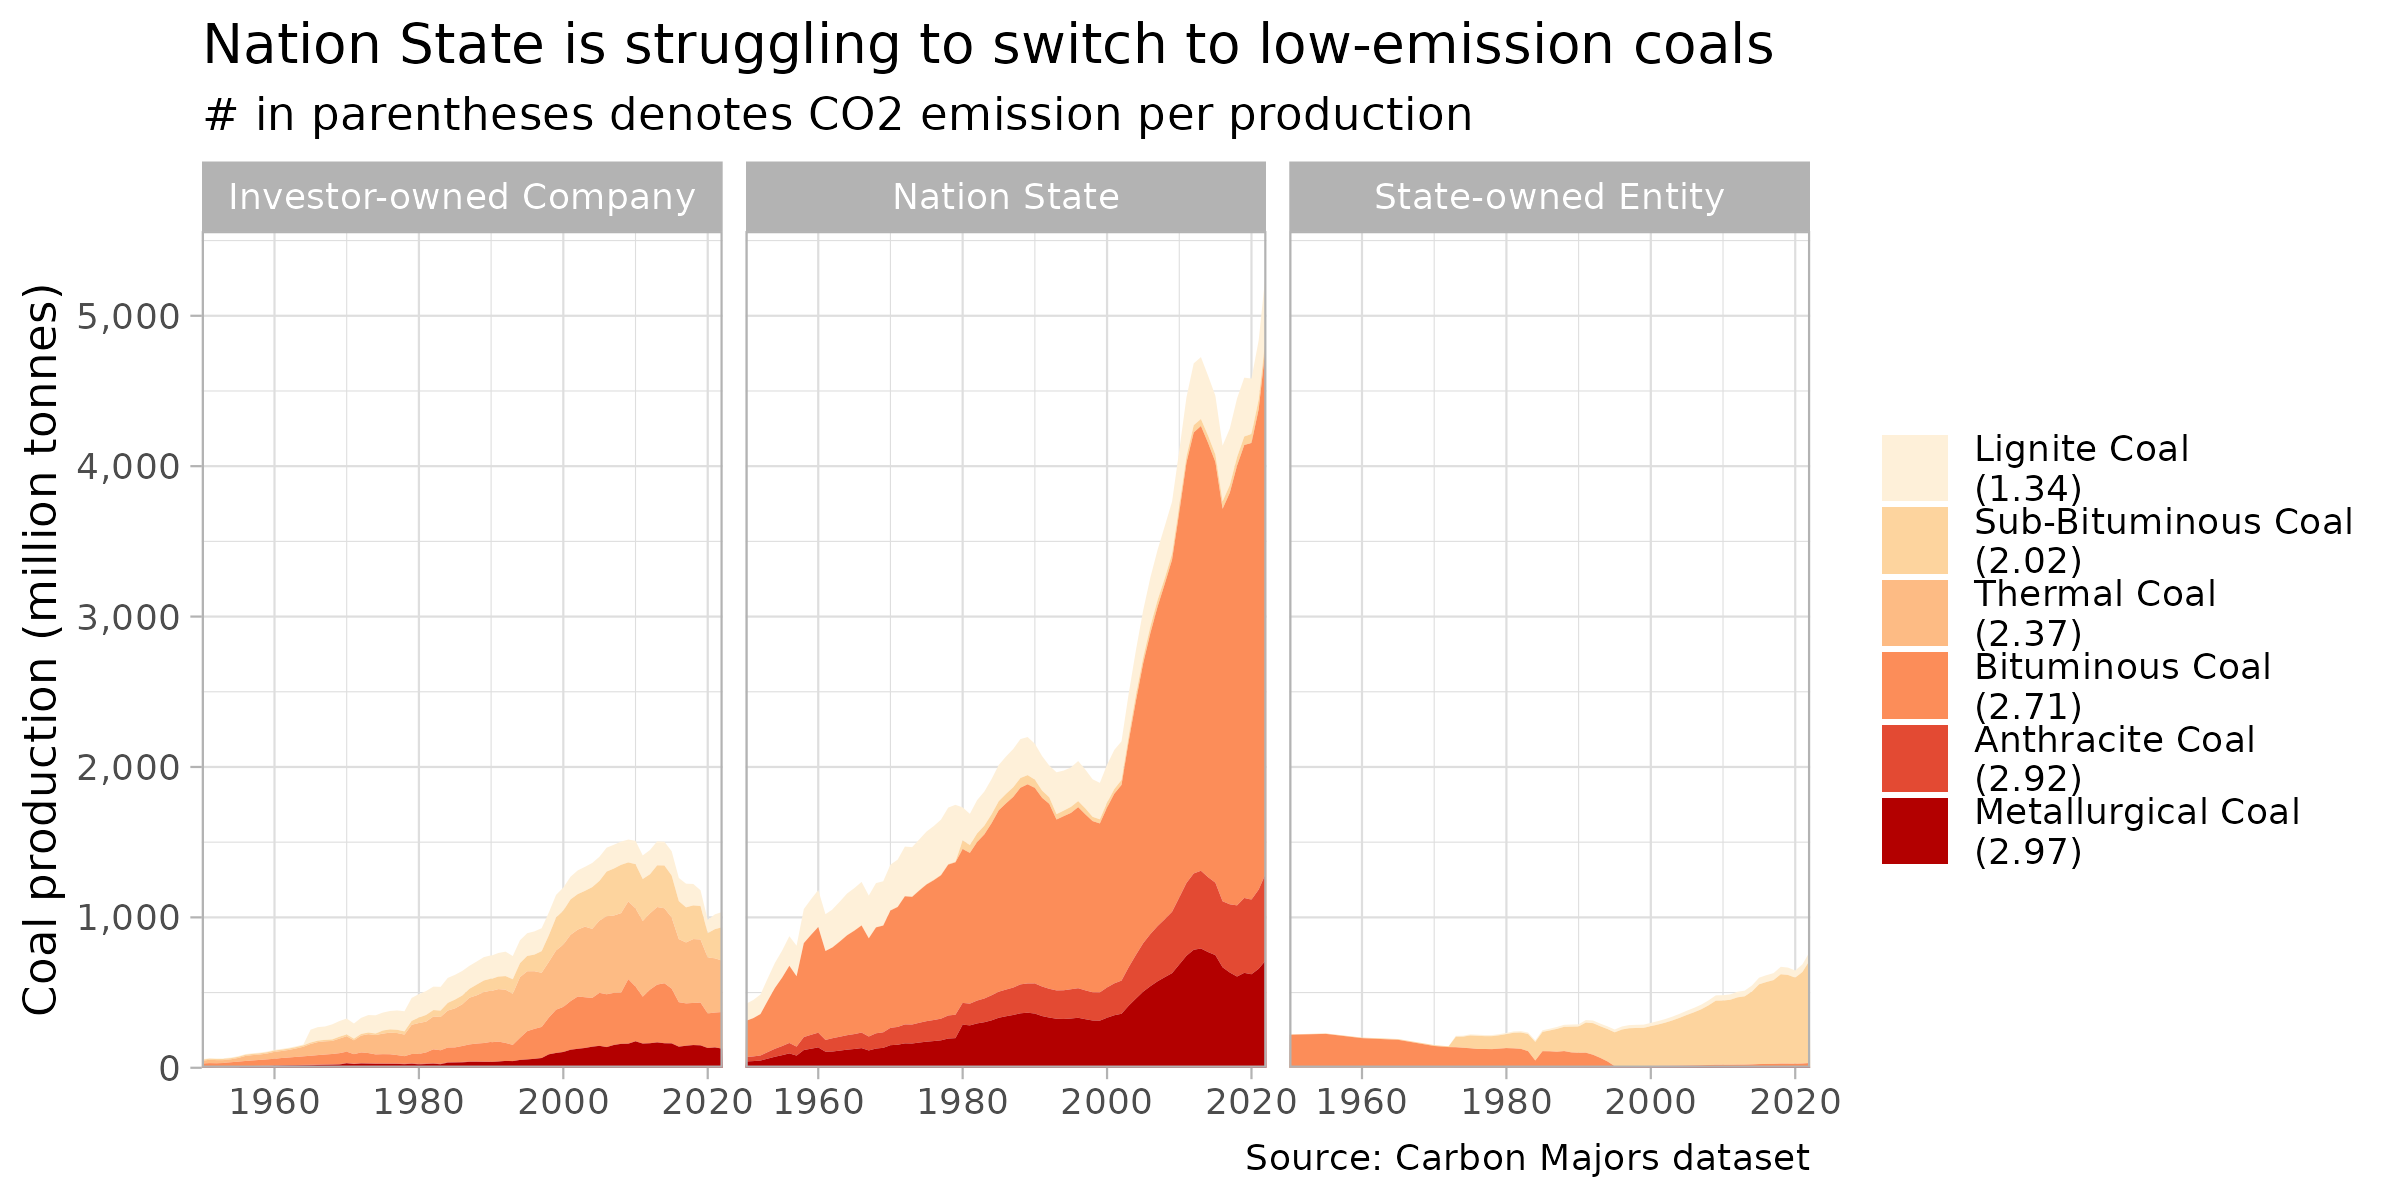 Nation State is struggling to switch to low-emission coals
# in parentheses denotes CO2 emission per production
Investor-owned Company
Nation State
State-owned Entity
Coal production (million tonnes)
5,000
4,000
3,000
2,000
1,000
0
1960 1980 2000 2020
1960 1980 2000 2020
1960 1980 2000 2020
Lignite Coal
(1.34)
Sub-Bituminous Coal
(2.02)
Thermal Coal
(2.37)
Bituminous Coal
(2.71)
Anthracite Coal
(2.92)
Metallurgical Coal
(2.97)
Source: Carbon Majors dataset